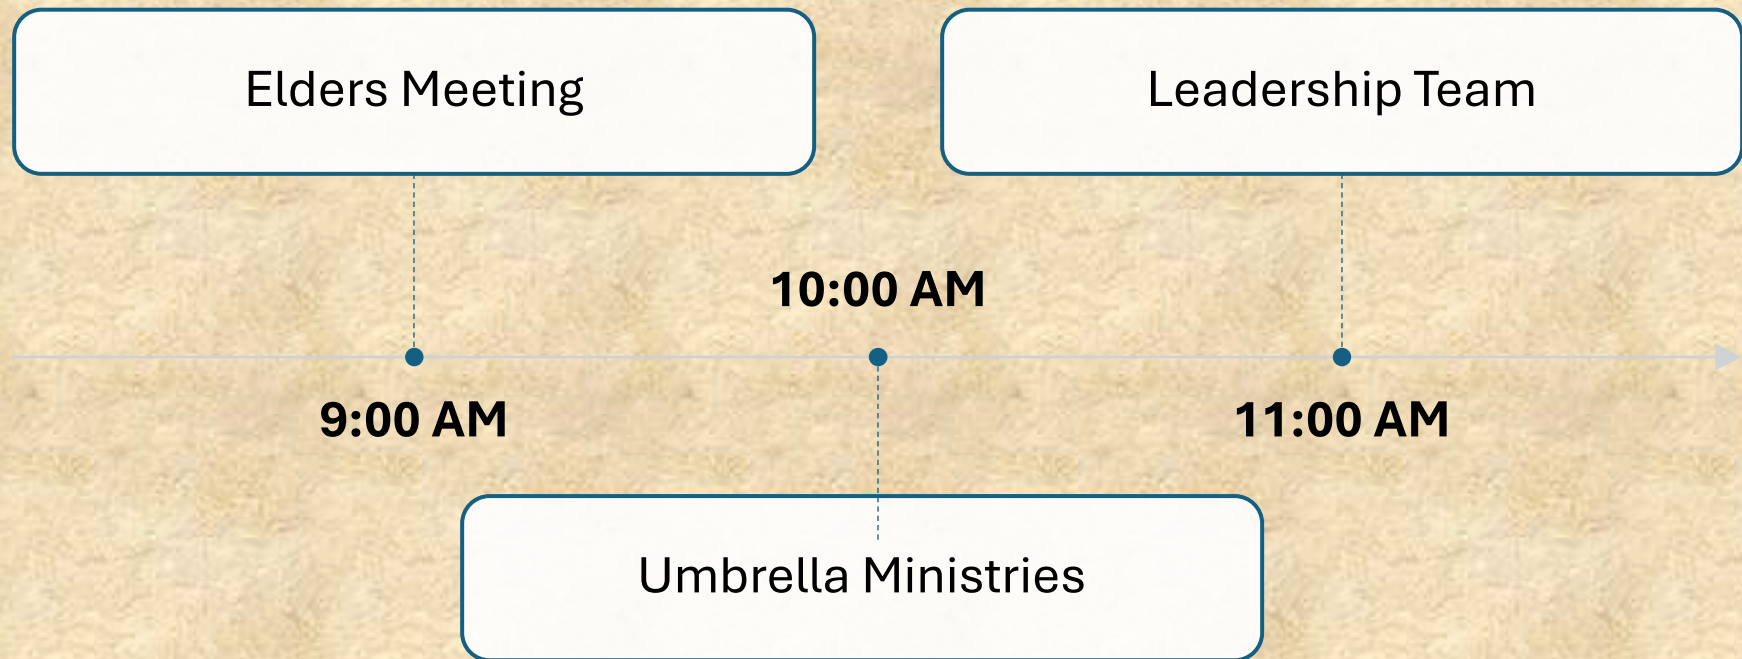 Elders Meeting
Leadership Team
10:00 AM
9:00 AM
11:00 AM
Umbrella Ministries